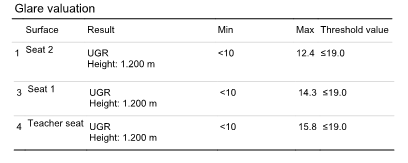 Glare valuation
Surface Result Min Max Threshold value
1 Seat 2 UGR <10 12.4 ≤19.0
Height: 1.200 m
3 Seat 1 UGR <10 14.3 ≤19.0
Height: 1.200 m
4 Teacher seat UGR <10 15.8 ≤19.0
Height: 1.200 m